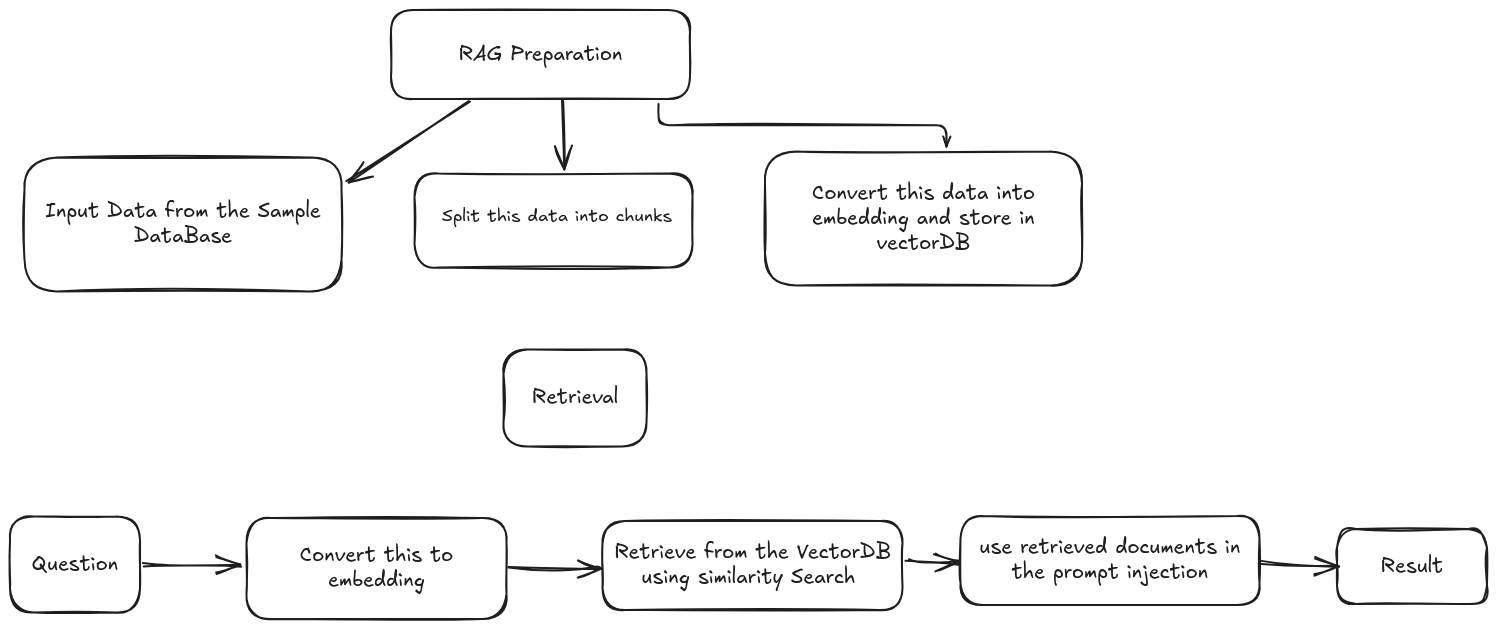 RAG Preparation
Input Data from the Sample
DataBase
Split this data into chunks
Convert this data into
embedding and store in
vectorDB
Retrieval
Question
Convert this to
embedding
Retrieve from the VectorDB
using similarity Search
use retrieved documents in
the prompt injection
Result